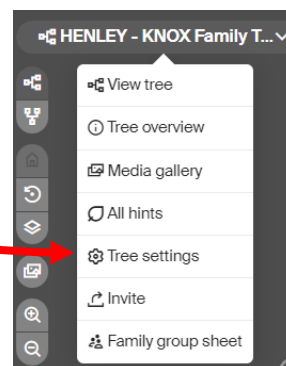 HENLEY - KNOX Family T...
View tree
Tree overview
Media gallery
All hints
Tree settings
Invite
Family group sheet